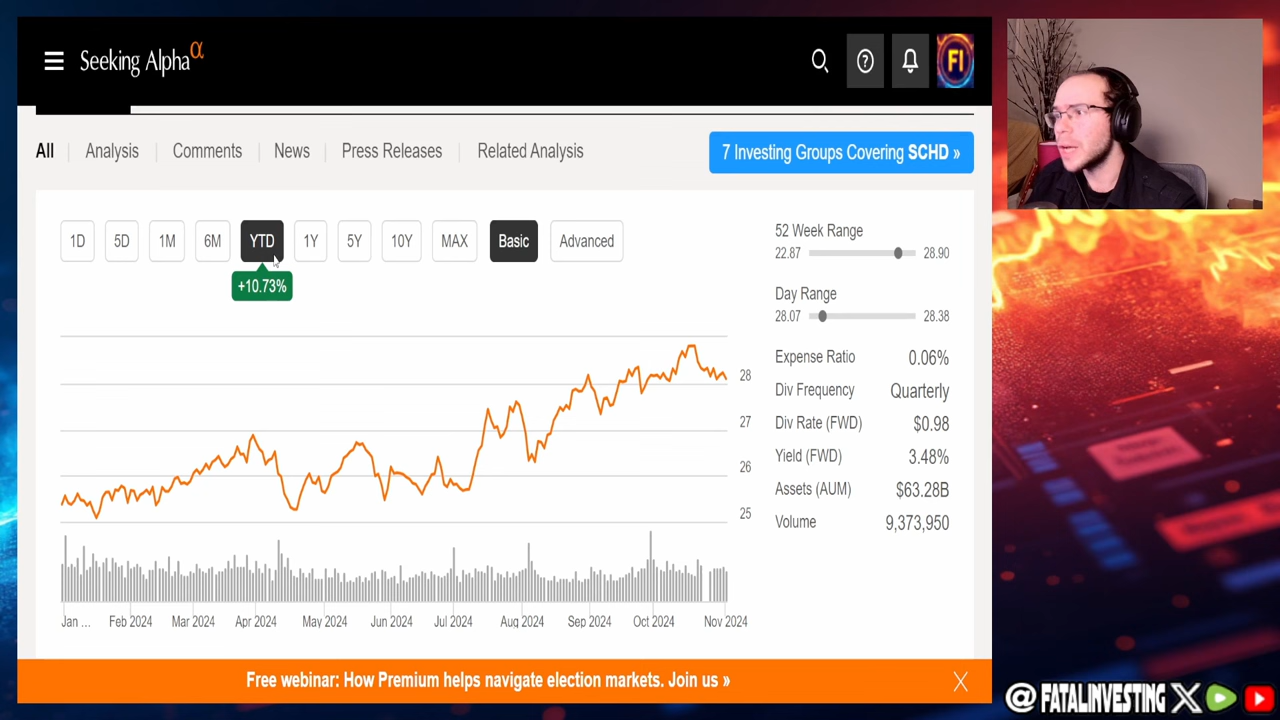 Seeking Alpha α
FI
All
Analysis
Comments
News
Press Releases
Related Analysis
7 Investing Groups Covering SCHD »
1D
5D
1M
6M
YTD
1Y
5Y
10Y
MAX
Basic
Advanced
+10.73%
52 Week Range
22.87
28.90
Day Range
28.07
28.38
Expense Ratio 0.06%
Div Frequency Quarterly
Div Rate (FWD) $0.98
Yield (FWD) 3.48%
Assets (AUM) $63.28B
Volume 9,373,950
28
27
26
25
Jan ...
Feb 2024
Mar 2024
Apr 2024
May 2024
Jun 2024
Jul 2024
Aug 2024
Sep 2024
Oct 2024
Nov 2024
Free webinar: How Premium helps navigate election markets. Join us »
@FATALINVESTING